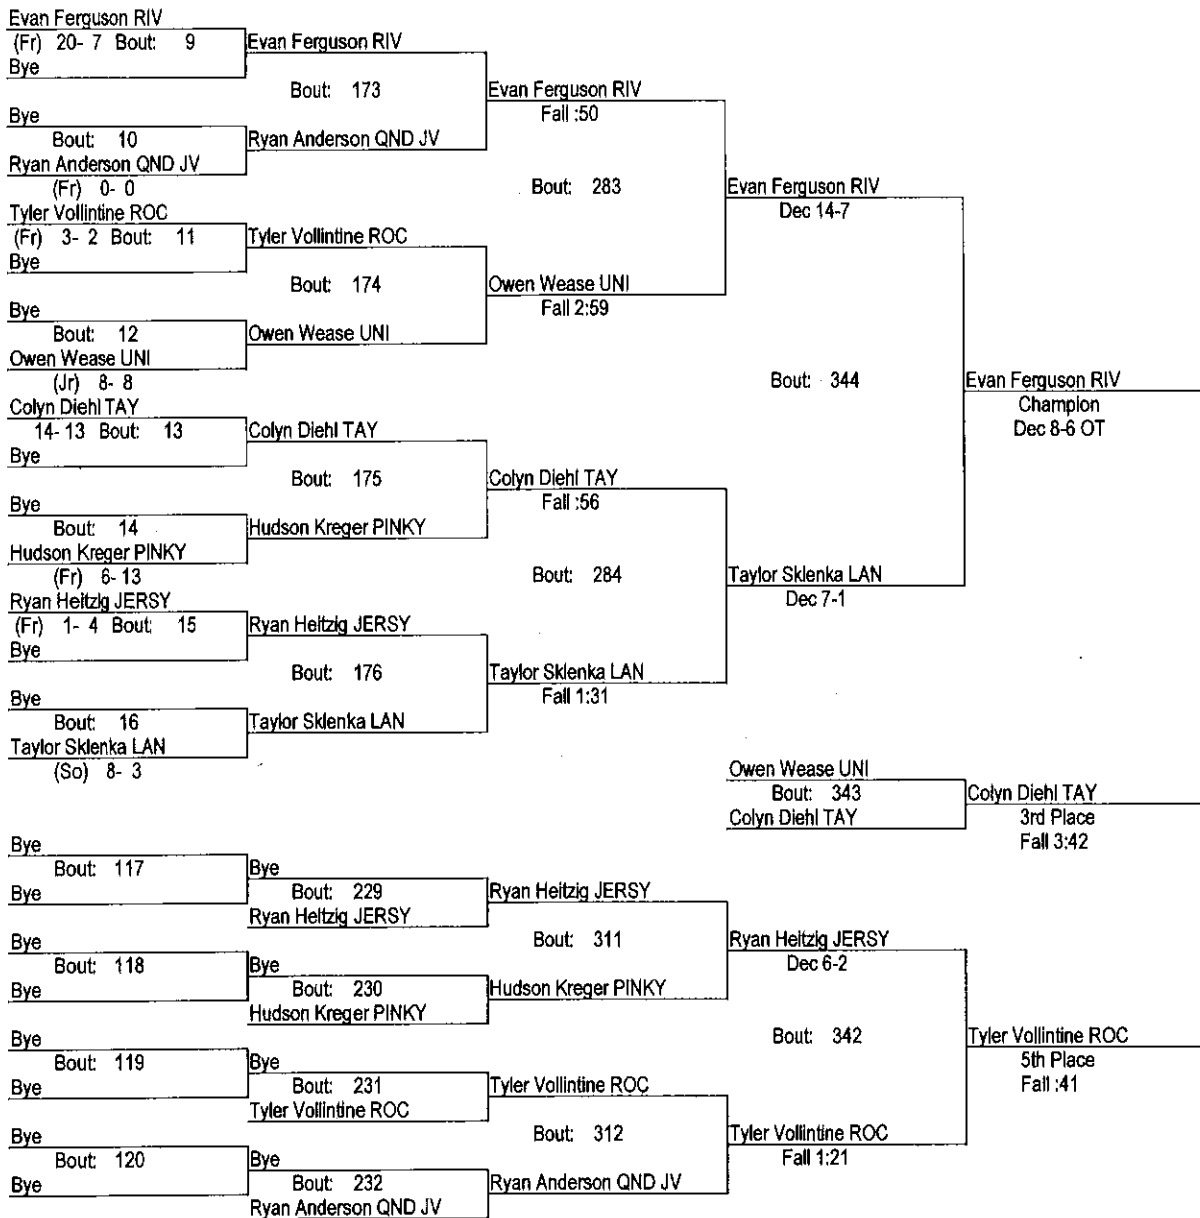 Evan Ferguson RIV
(Fr) 20- 7 Bout: 9
Bye
Evan Ferguson RIV
Bout: 173
Bye
Bout: 10
Ryan Anderson QND JV
(Fr) 0- 0
Ryan Anderson QND JV
Evan Ferguson RIV
Fall :50
Bout: 283
Tyler Vollintine ROC
(Fr) 3- 2 Bout: 11
Bye
Tyler Vollintine ROC
Bout: 174
Bye
Bout: 12
Owen Wease UNI
(Jr) 8- 8
Owen Wease UNI
Owen Wease UNI
Fall 2:59
Evan Ferguson RIV
Dec 14-7
Bout: 344
Colyn Diehl TAY
14- 13 Bout: 13
Bye
Colyn Diehl TAY
Bout: 175
Bye
Bout: 14
Hudson Kreger PINKY
(Fr) 6- 13
Hudson Kreger PINKY
Colyn Diehl TAY
Fall :56
Bout: 284
Ryan Heitzig JERSY
(Fr) 1- 4 Bout: 15
Bye
Ryan Heitzig JERSY
Bout: 176
Bye
Bout: 16
Taylor Sklenka LAN
(So) 8- 3
Taylor Sklenka LAN
Taylor Sklenka LAN
Fall 1:31
Taylor Sklenka LAN
Dec 7-1
Evan Ferguson RIV
Champion
Dec 8-6 OT
Owen Wease UNI
Bout: 343
Colyn Diehl TAY
Colyn Diehl TAY
3rd Place
Fall 3:42
Bye
Bout: 117
Bye
Bye
Bout: 229
Ryan Heitzig JERSY
Ryan Heitzig JERSY
Bout: 311
Bye
Bout: 118
Bye
Bye
Bout: 230
Hudson Kreger PINKY
Hudson Kreger PINKY
Ryan Heitzig JERSY
Dec 6-2
Bout: 342
Bye
Bout: 119
Bye
Bye
Bout: 231
Tyler Vollintine ROC
Tyler Vollintine ROC
Bout: 312
Bye
Bout: 120
Bye
Bye
Bout: 232
Ryan Anderson QND JV
Ryan Anderson QND JV
Tyler Vollintine ROC
Fall 1:21
Tyler Vollintine ROC
5th Place
Fall :41